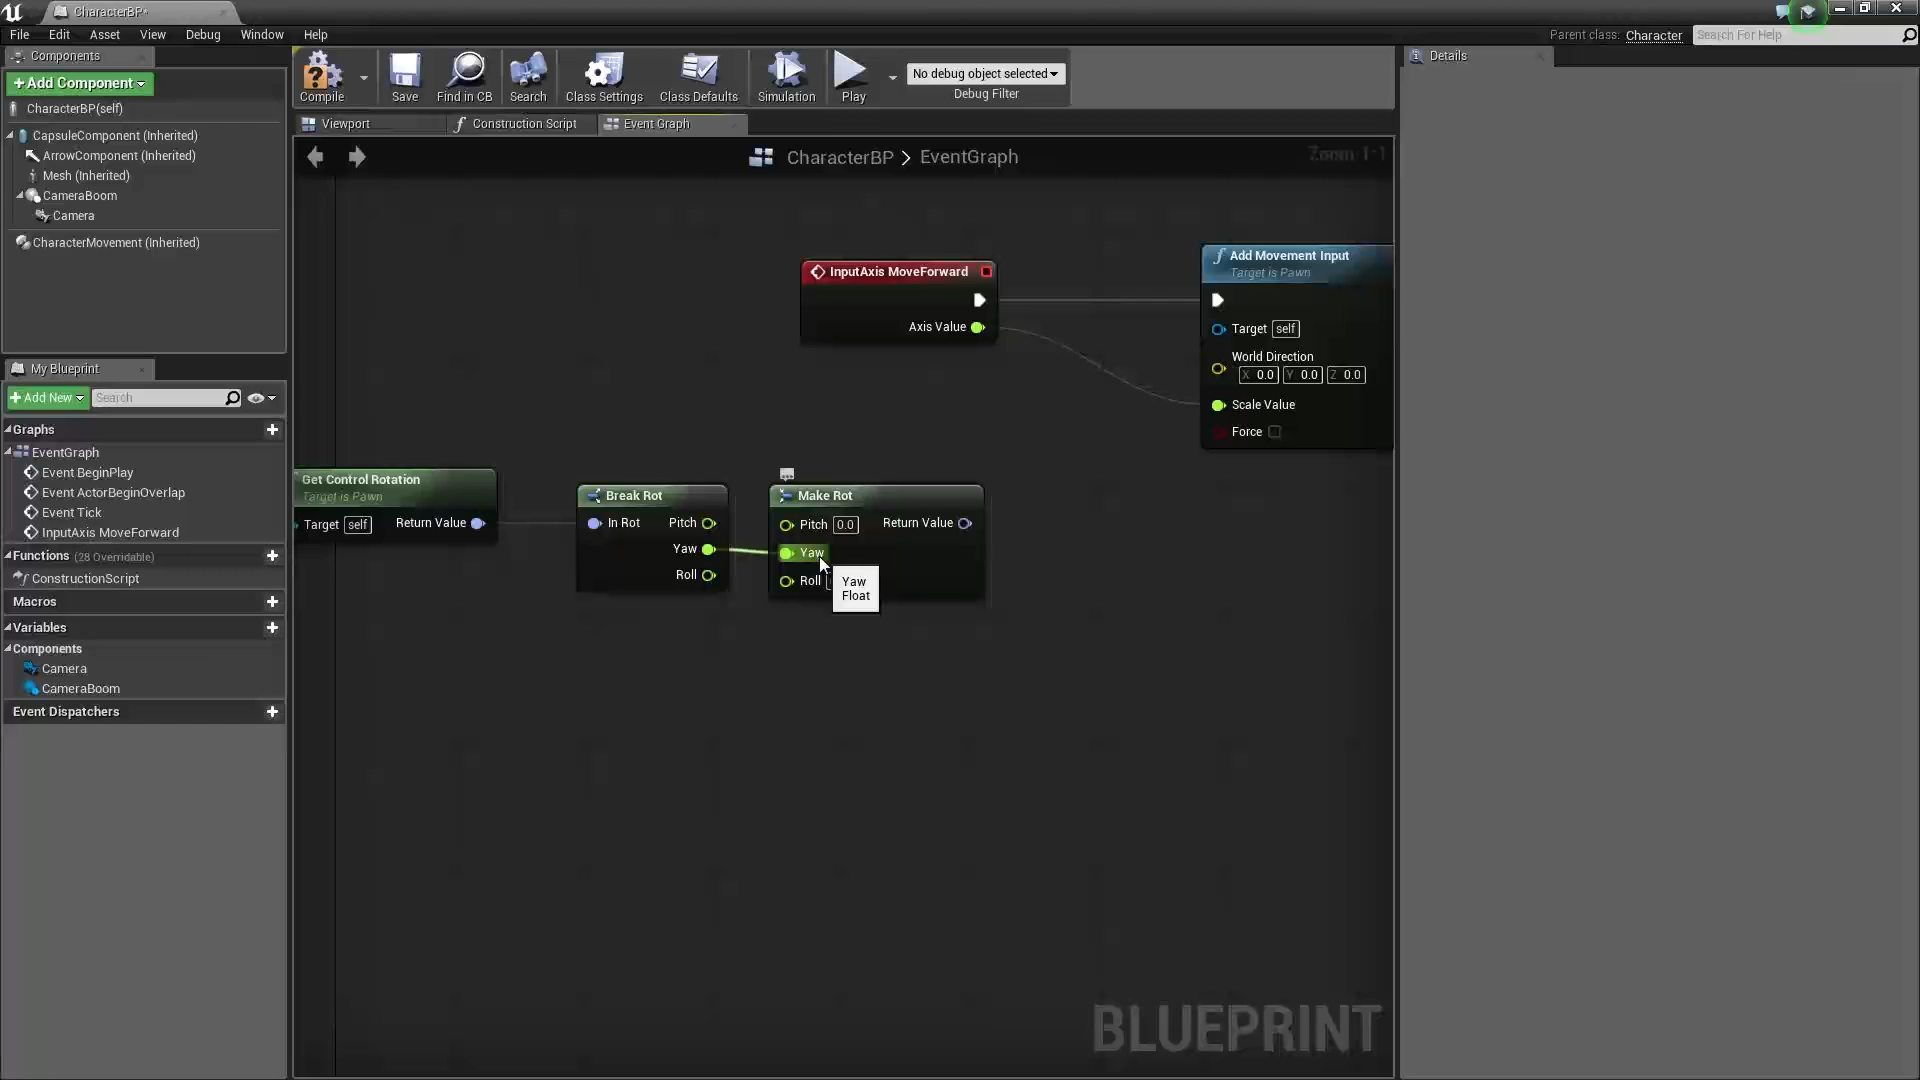 CharacterBP*
File Edit Asset View Debug Window Help
Parent class: Character
Search For Help
Components
+ Add Component
CharacterBP(self)
CapsuleComponent (Inherited)
ArrowComponent (Inherited)
Mesh (Inherited)
CameraBoom
Camera
CharacterMovement (Inherited)
Compile
Save
Find in CB
Search
Class Settings
Class Defaults
Simulation
Play
No debug object selected
Debug Filter
Details
Viewport
Construction Script
Event Graph
CharacterBP > EventGraph
Zoom 1:1
My Blueprint
+ Add New
Search
Graphs
EventGraph
Event BeginPlay
Event ActorBeginOverlap
Event Tick
InputAxis MoveForward
Functions (28 Overridable)
ConstructionScript
Macros
Variables
Components
Camera
CameraBoom
Event Dispatchers
InputAxis MoveForward
Axis Value
Add Movement Input
Target is Pawn
Target self
World Direction
X 0.0 Y 0.0 Z 0.0
Scale Value
Force
Get Control Rotation
Target is Pawn
Target self
Return Value
Break Rot
In Rot
Pitch
Yaw
Roll
Make Rot
Pitch 0.0
Return Value
Yaw
Roll
Yaw
Float
BLUEPRINT